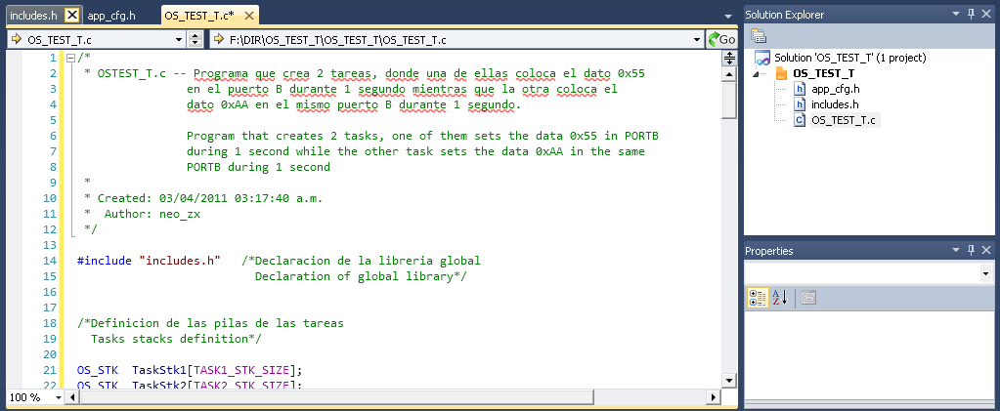 includes.h app_cfg.h OS_TEST_T.c*
OS_TEST_T.c F:\DIR\OS_TEST_T\OS_TEST_T\OS_TEST_T.c Go
1 /*
2 * OSTEST_T.c -- Programa que crea 2 tareas, donde una de ellas coloca el dato 0x55
3 en el puerto B durante 1 segundo mientras que la otra coloca el
4 dato 0xAA en el mismo puerto B durante 1 segundo.
5
6 Program that creates 2 tasks, one of them sets the data 0x55 in PORTB
7 during 1 second while the other task sets the data 0xAA in the same
8 PORTB during 1 second
9 *
10 * Created: 03/04/2011 03:17:40 a.m.
11 * Author: neo_zx
12 */
13
14 #include "includes.h" /*Declaracion de la libreria global
15 Declaration of global library*/
16
17
18 /*Definicion de las pilas de las tareas
19 Tasks stacks definition*/
20
21 OS_STK TaskStk1[TASK1_STK_SIZE];
22 OS_STK TaskStk2[TASK2_STK_SIZE];
100 %
Solution Explorer
Solution 'OS_TEST_T' (1 project)
OS_TEST_T
app_cfg.h
includes.h
OS_TEST_T.c
Properties